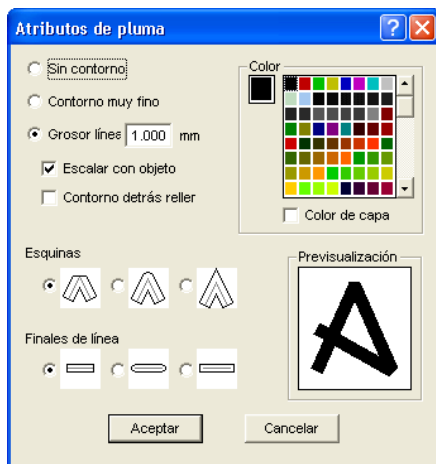 Atributos de pluma
Sin contorno
Contorno muy fino
Grosor línea 1.000 mm
Escalar con objeto
Contorno detrás reller
Color
Color de capa
Esquinas
Previsualización
Finales de línea
Aceptar
Cancelar